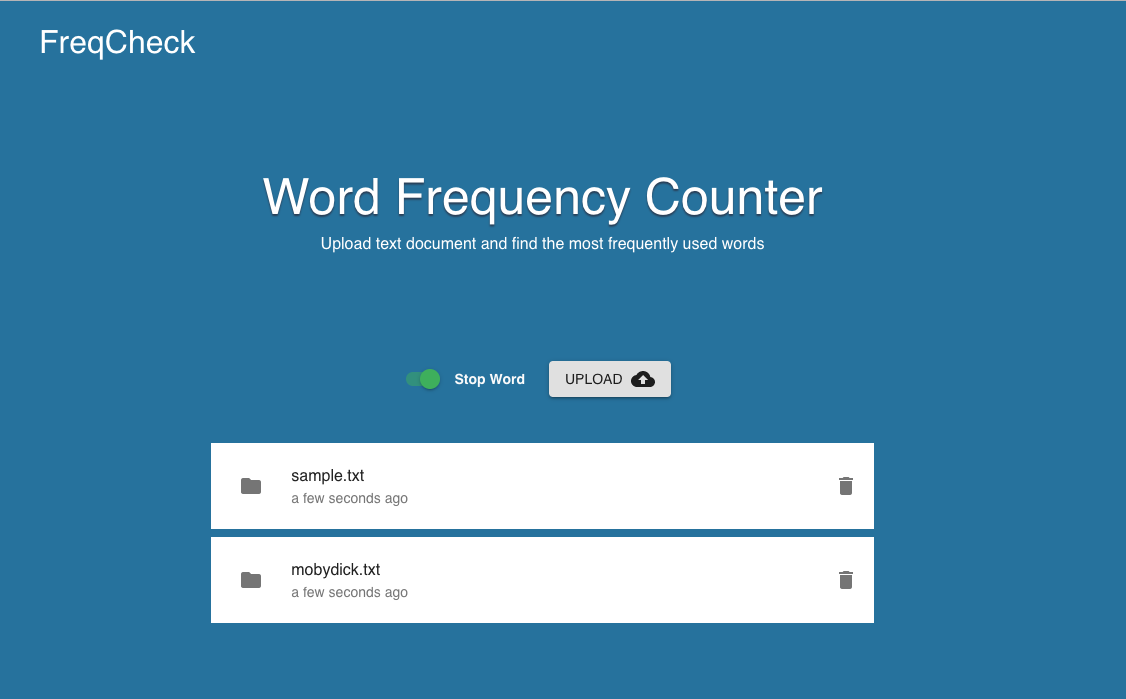 FreqCheck
Word Frequency Counter
Upload text document and find the most frequently used words
Stop Word
UPLOAD
sample.txt
a few seconds ago
mobydick.txt
a few seconds ago